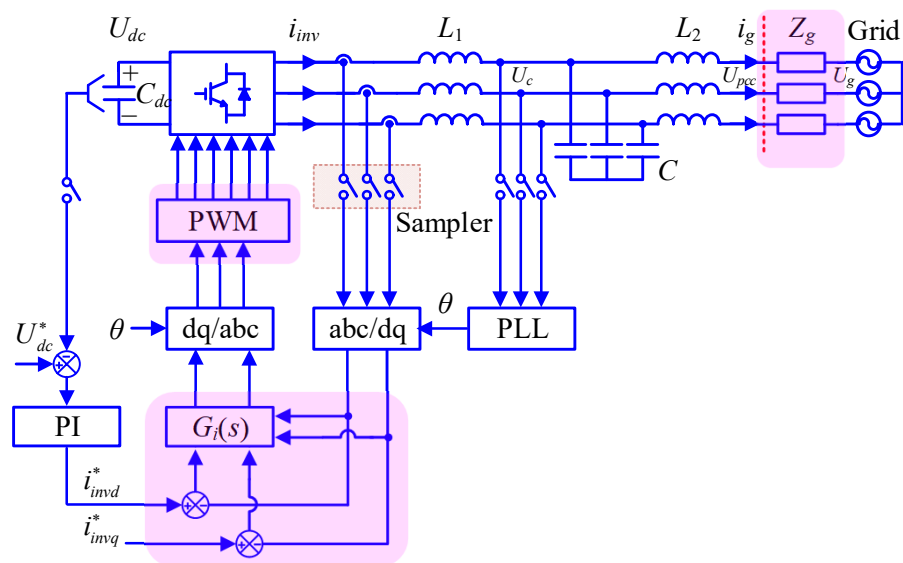 U_dc
i_inv
L_1
L_2
i_g
Z_g
Grid
+
C_dc
−
U_c
U_pcc
U_g
C
Sampler
PWM
θ
dq/abc
abc/dq
θ
PLL
U*_dc
+ −
PI
G_i(s)
i*_invd
+ −
i*_invq
+ −